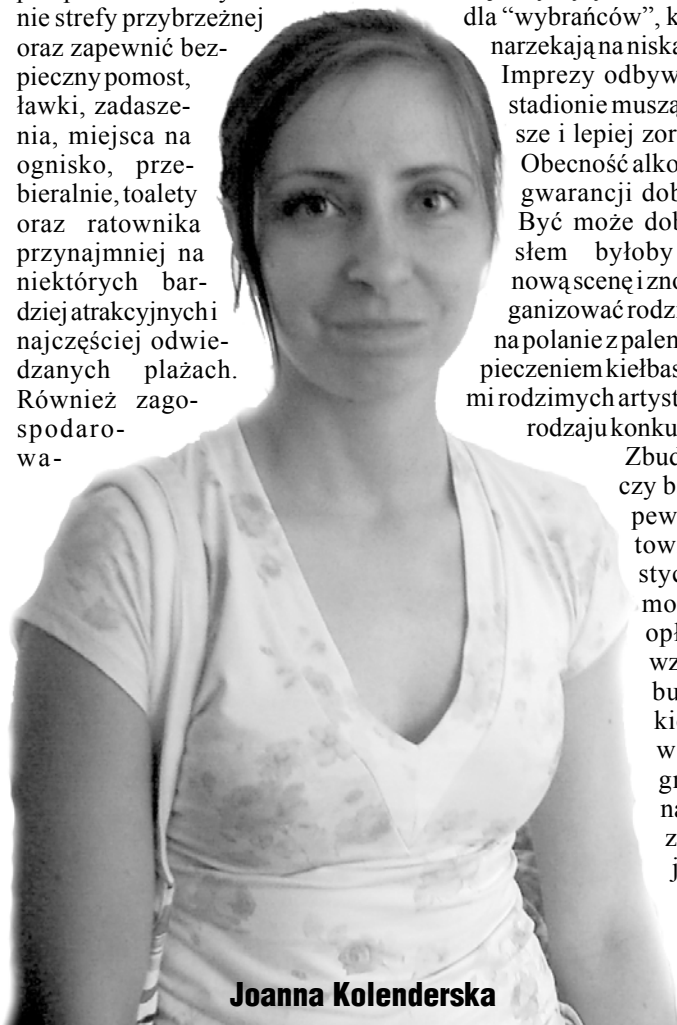 nie strefy przybrzeżnej
oraz zapewnić bez-
pieczny pomost,
ławki, zadasze-
nia, miejsca na
ognisko, prze-
bieralnie, toalety
oraz ratownika
przynajmniej na
niektórych bar-
dziej atrakcyjnych i
najczęściej odwie-
dzanych plażach.
Również zago-
spodaro-
wa-
dla “wybrańców”, k
narzekają na niska
Imprezy odbyw
stadionie muszą
sze i lepiej zor
Obecność alko
gwarancji dob
Być może dob
słem byłoby
nową scenę i zno
ganizować rodzi
na polanie z palen
pieczeniem kiełbas
mi rodzimych artyst
rodzaju konku
Zbud
czy b
pew
tow
styc
mo
opł
wz
bu
kie
w
gr
na
z
j
Joanna Kolenderska